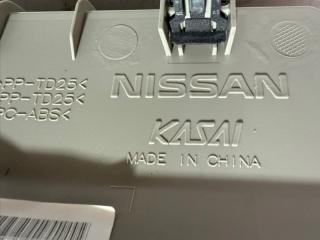 NISSAN
PP-TD25<
PP-TD25<
PC-ABS<
KASAI
MADE IN CHINA